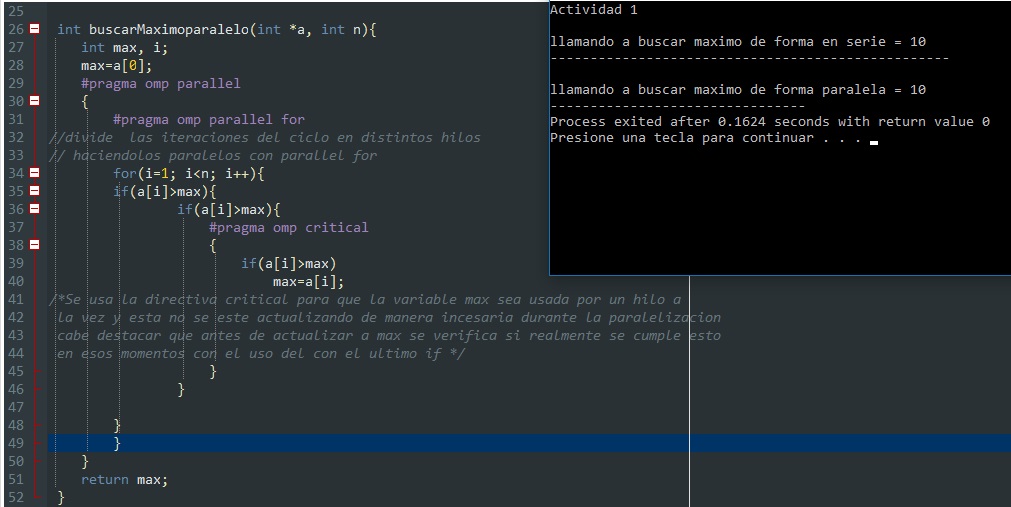 25
26 int buscarMaximoparalelo(int *a, int n){
27 int max, i;
28 max=a[0];
29 #pragma omp parallel
30 {
31 #pragma omp parallel for
32 //divide  las iteraciones del ciclo en distintos hilos
33 // haciendolos paralelos con parallel for
34 for(i=1; i<n; i++){
35 if(a[i]>max){
36 if(a[i]>max){
37 #pragma omp critical
38 {
39 if(a[i]>max)
40 max=a[i];
41 /*Se usa la directiva critical para que la variable max sea usada por un hilo a
42 la vez y esta no se este actualizando de manera incesaria durante la paralelizacion
43 cabe destacar que antes de actualizar a max se verifica si realmente se cumple esto
44 en esos momentos con el uso del con el ultimo if */
45 }
46 }
47
48 }
49 }
50 }
51 return max;
52 }
Actividad 1
llamando a buscar maximo de forma en serie = 10
--------------------------------------------------
llamando a buscar maximo de forma paralela = 10
--------------------------------
Process exited after 0.1624 seconds with return value 0
Presione una tecla para continuar . . .